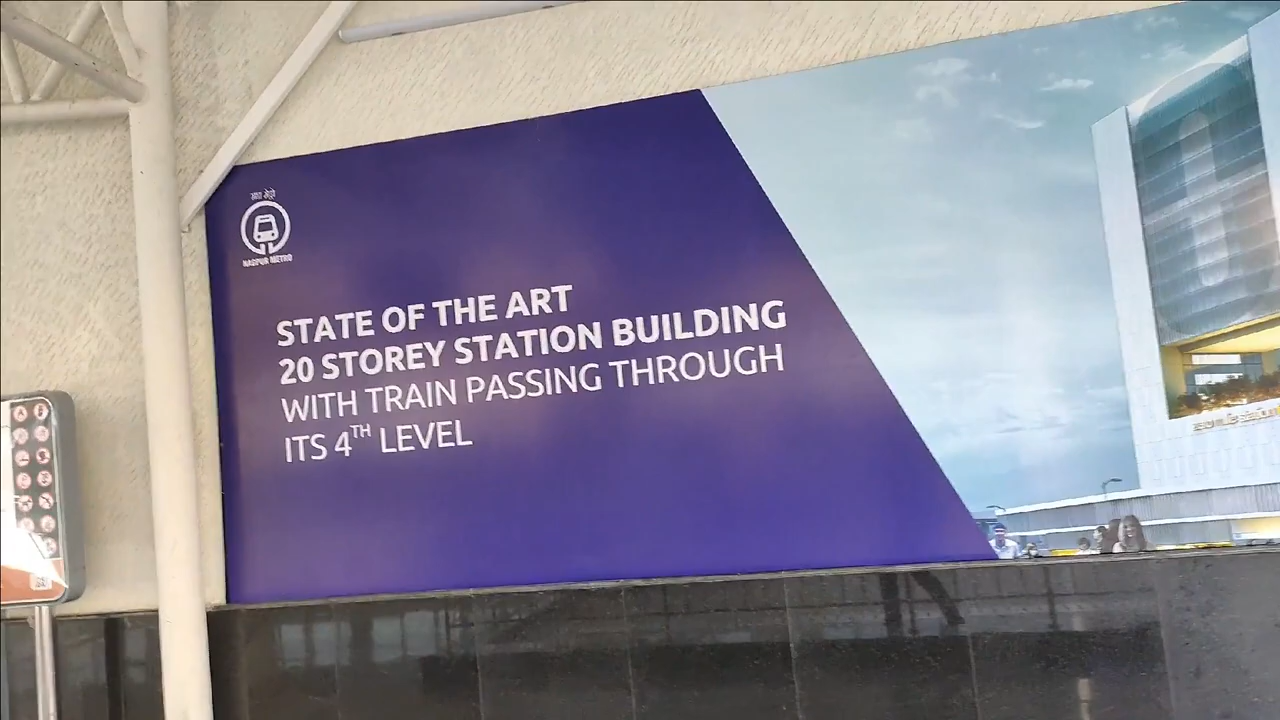 माझी मेट्रो
NAGPUR METRO
STATE OF THE ART
20 STOREY STATION BUILDING
WITH TRAIN PASSING THROUGH
ITS 4TH LEVEL